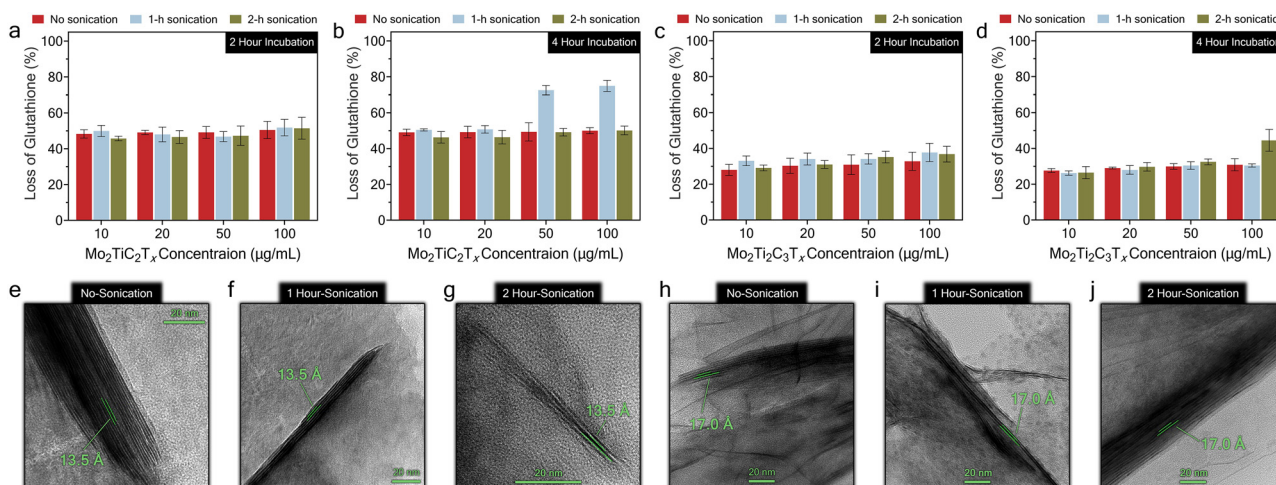 No sonication 1-h sonication 2-h sonication
a
2 Hour Incubation
Loss of Glutathione (%)
100
80
60
40
20
0
10 20 50 100
Mo₂TiC₂Tₓ Concentraion (µg/mL)
No sonication 1-h sonication 2-h sonication
b
4 Hour Incubation
Loss of Glutathione (%)
100
80
60
40
20
0
10 20 50 100
Mo₂TiC₂Tₓ Concentraion (µg/mL)
No sonication 1-h sonication 2-h sonication
c
2 Hour Incubation
Loss of Glutathione (%)
100
80
60
40
20
0
10 20 50 100
Mo₂Ti₂C₃Tₓ Concentraion (µg/mL)
No sonication 1-h sonication 2-h sonication
d
4 Hour Incubation
Loss of Glutathione (%)
100
80
60
40
20
0
10 20 50 100
Mo₂Ti₂C₃Tₓ Concentraion (µg/mL)
e
No-Sonication
20 nm
13.5 Å
f
1 Hour-Sonication
13.5 Å
20 nm
g
2 Hour-Sonication
13.5 Å
20 nm
h
No-Sonication
17.0 Å
20 nm
i
1 Hour-Sonication
17.0 Å
20 nm
j
2 Hour-Sonication
17.0 Å
20 nm